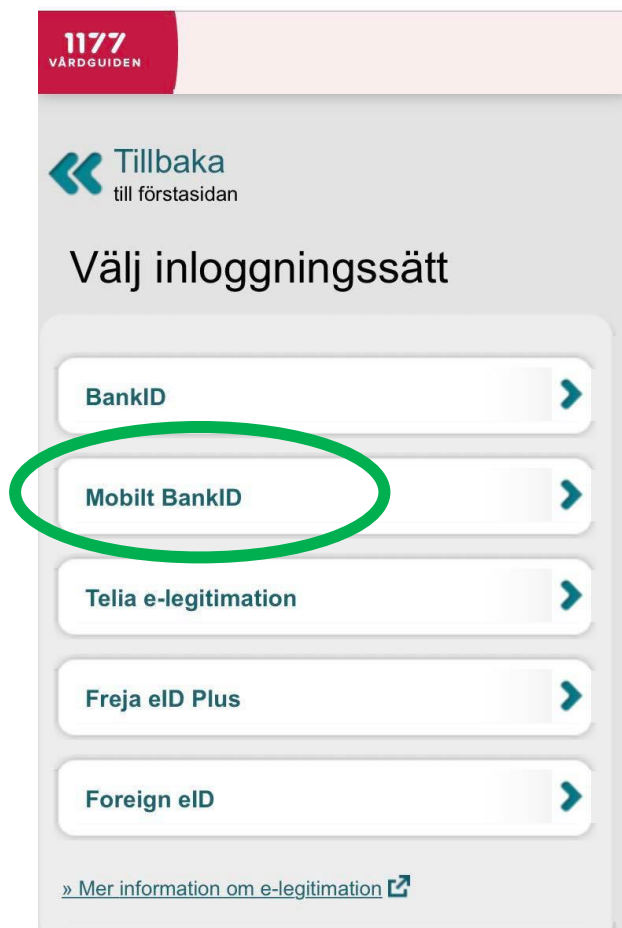 1177
VÅRDGUIDEN
Tillbaka
till förstasidan
Välj inloggningssätt
BankID
Mobilt BankID
Telia e-legitimation
Freja eID Plus
Foreign eID
» Mer information om e-legitimation